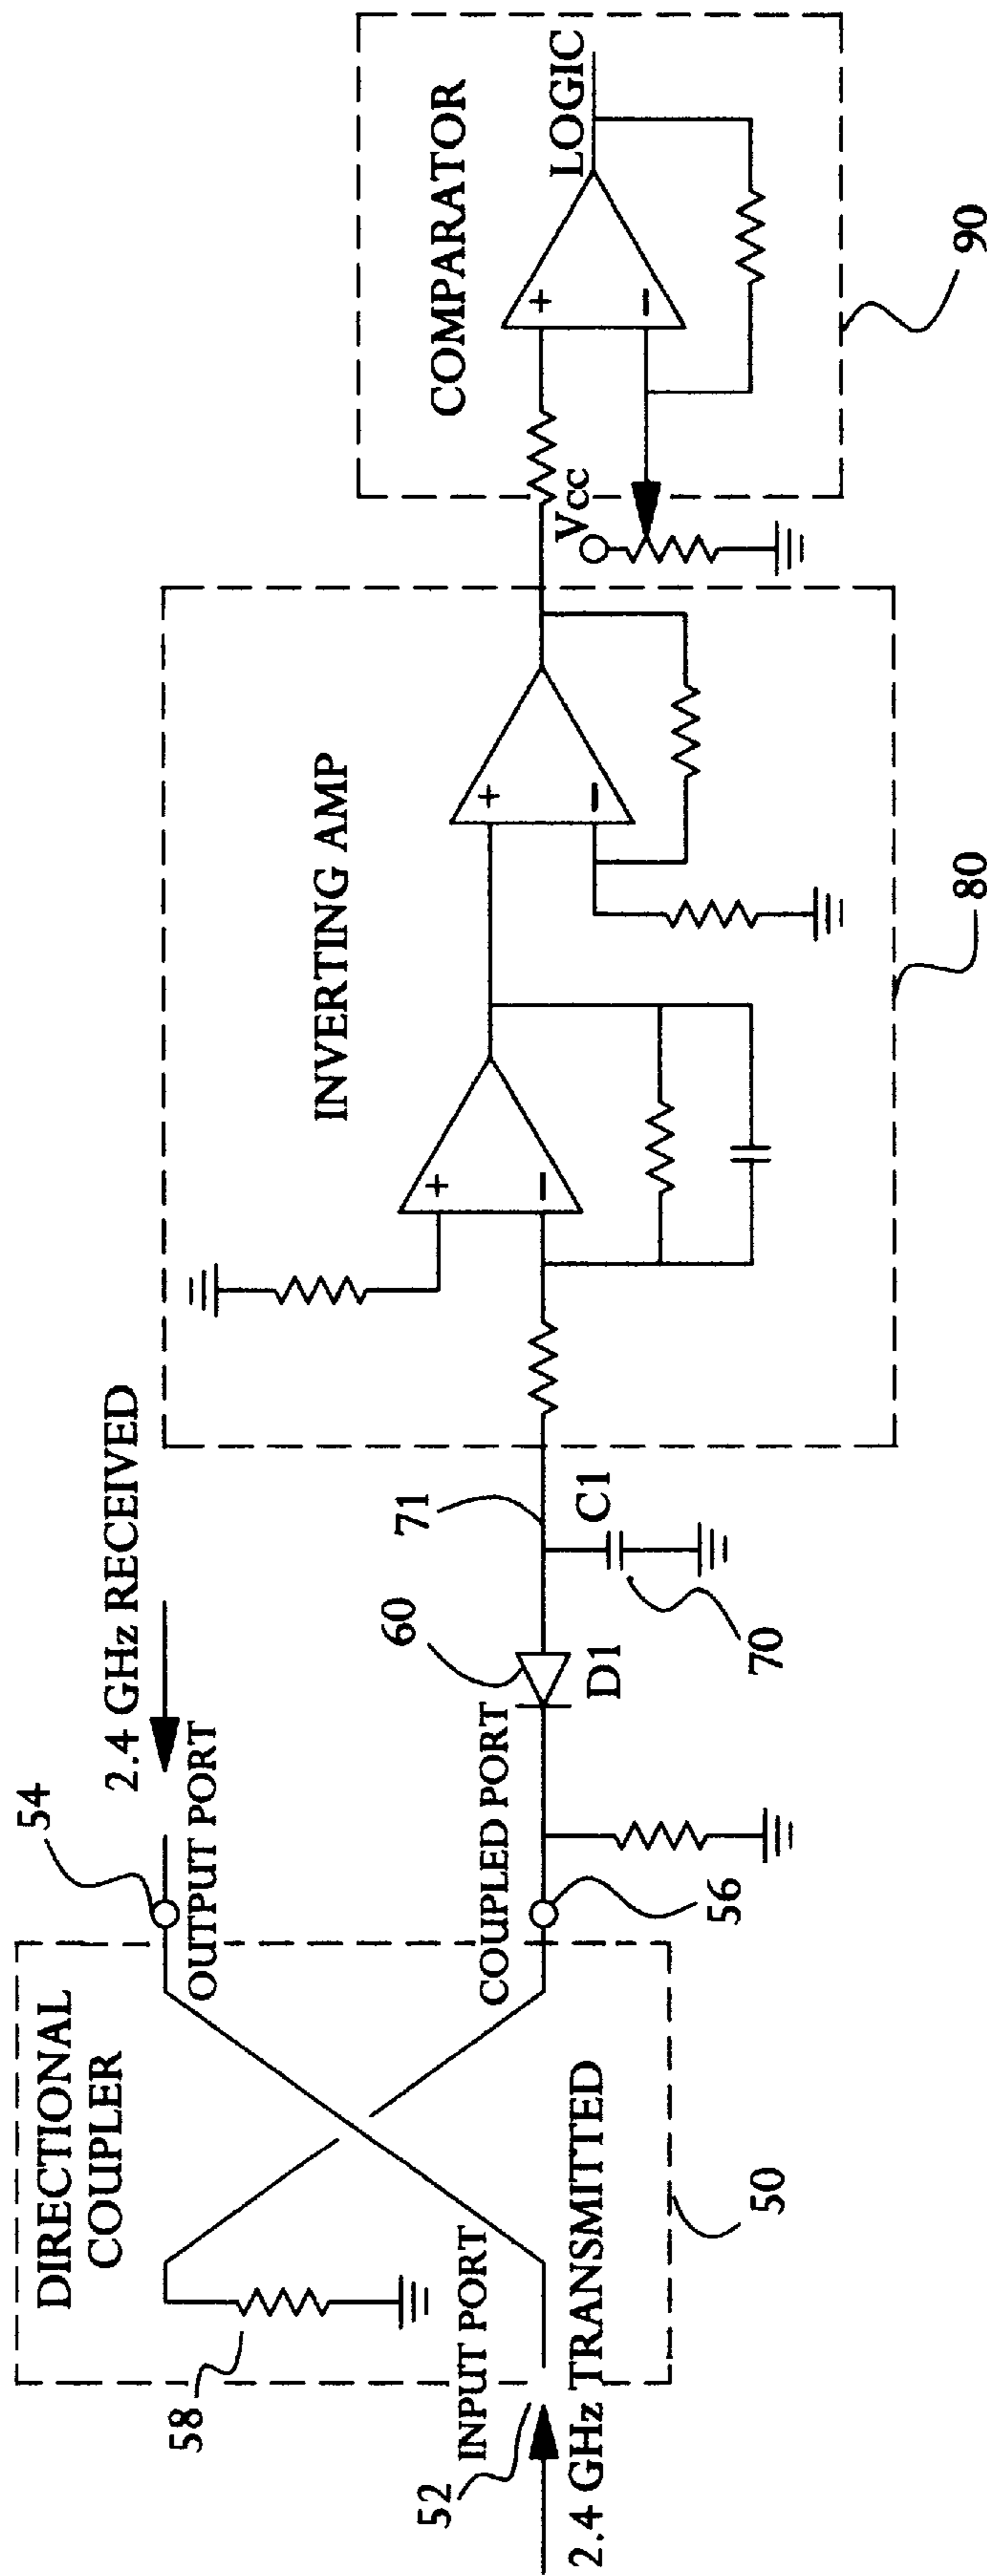 DIRECTIONAL
COUPLER
58
INPUT PORT
52
2.4 GHz TRANSMITTED
50
54
OUTPUT PORT
2.4 GHz RECEIVED
COUPLED PORT
56
60
D1
71
C1
70
INVERTING AMP
+
−
+
−
80
COMPARATOR
Vcc
+
−
LOGIC
90